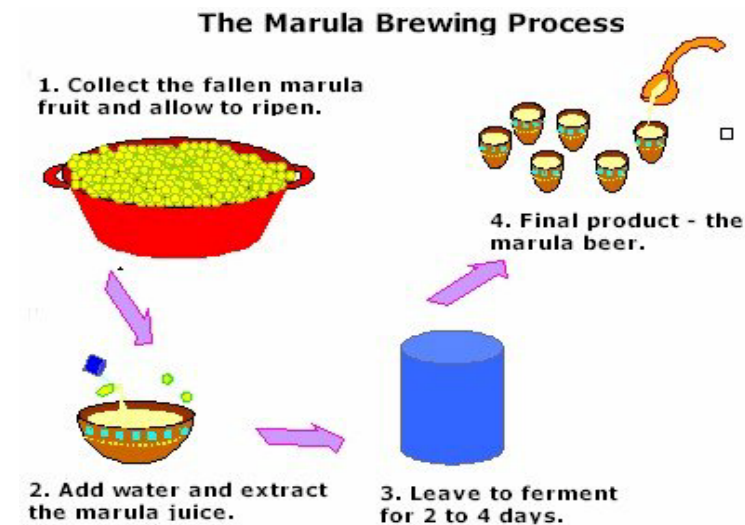 The Marula Brewing Process
1. Collect the fallen marula
fruit and allow to ripen.
2. Add water and extract
the marula juice.
3. Leave to ferment
for 2 to 4 days.
4. Final product - the
marula beer.